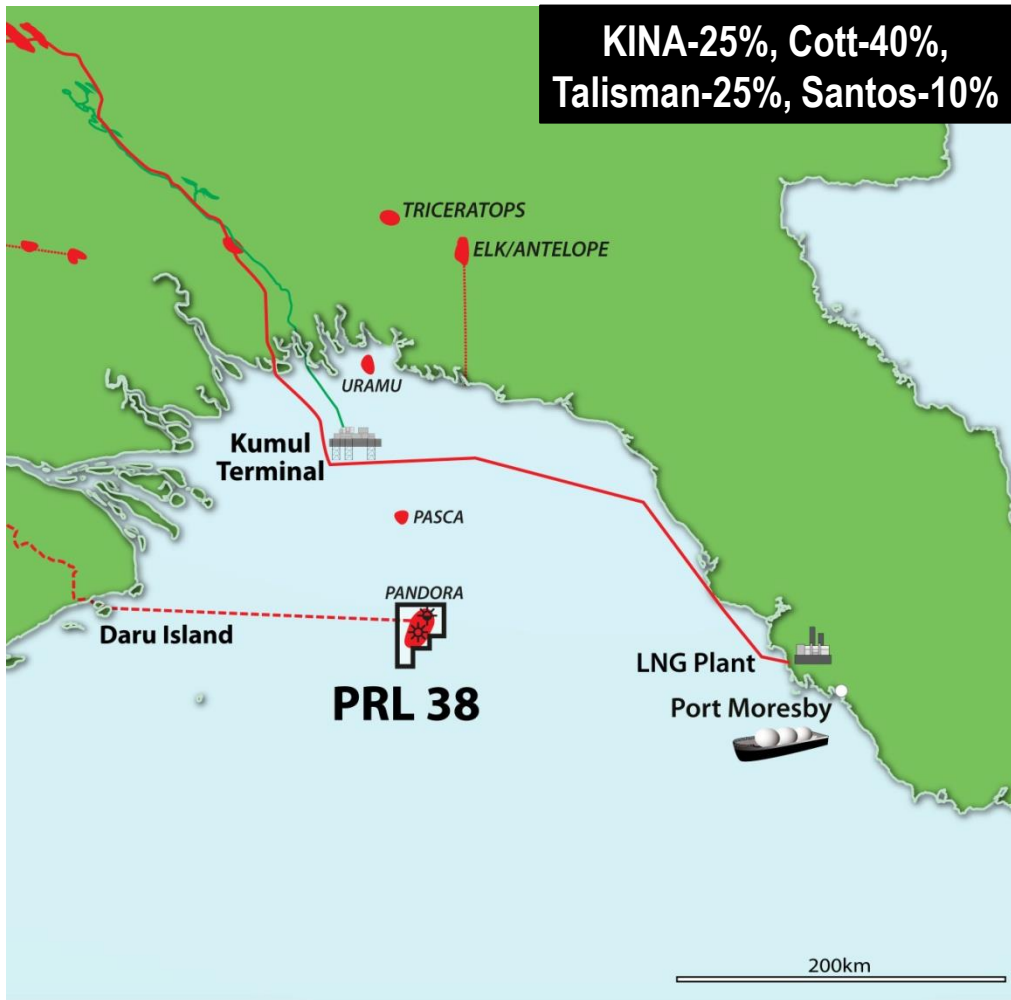 KINA-25%, Cott-40%,
Talisman-25%, Santos-10%
TRICERATOPS
ELK/ANTELOPE
URAMU
Kumul
Terminal
PASCA
PANDORA
Daru Island
LNG Plant
PRL 38
Port Moresby
200km